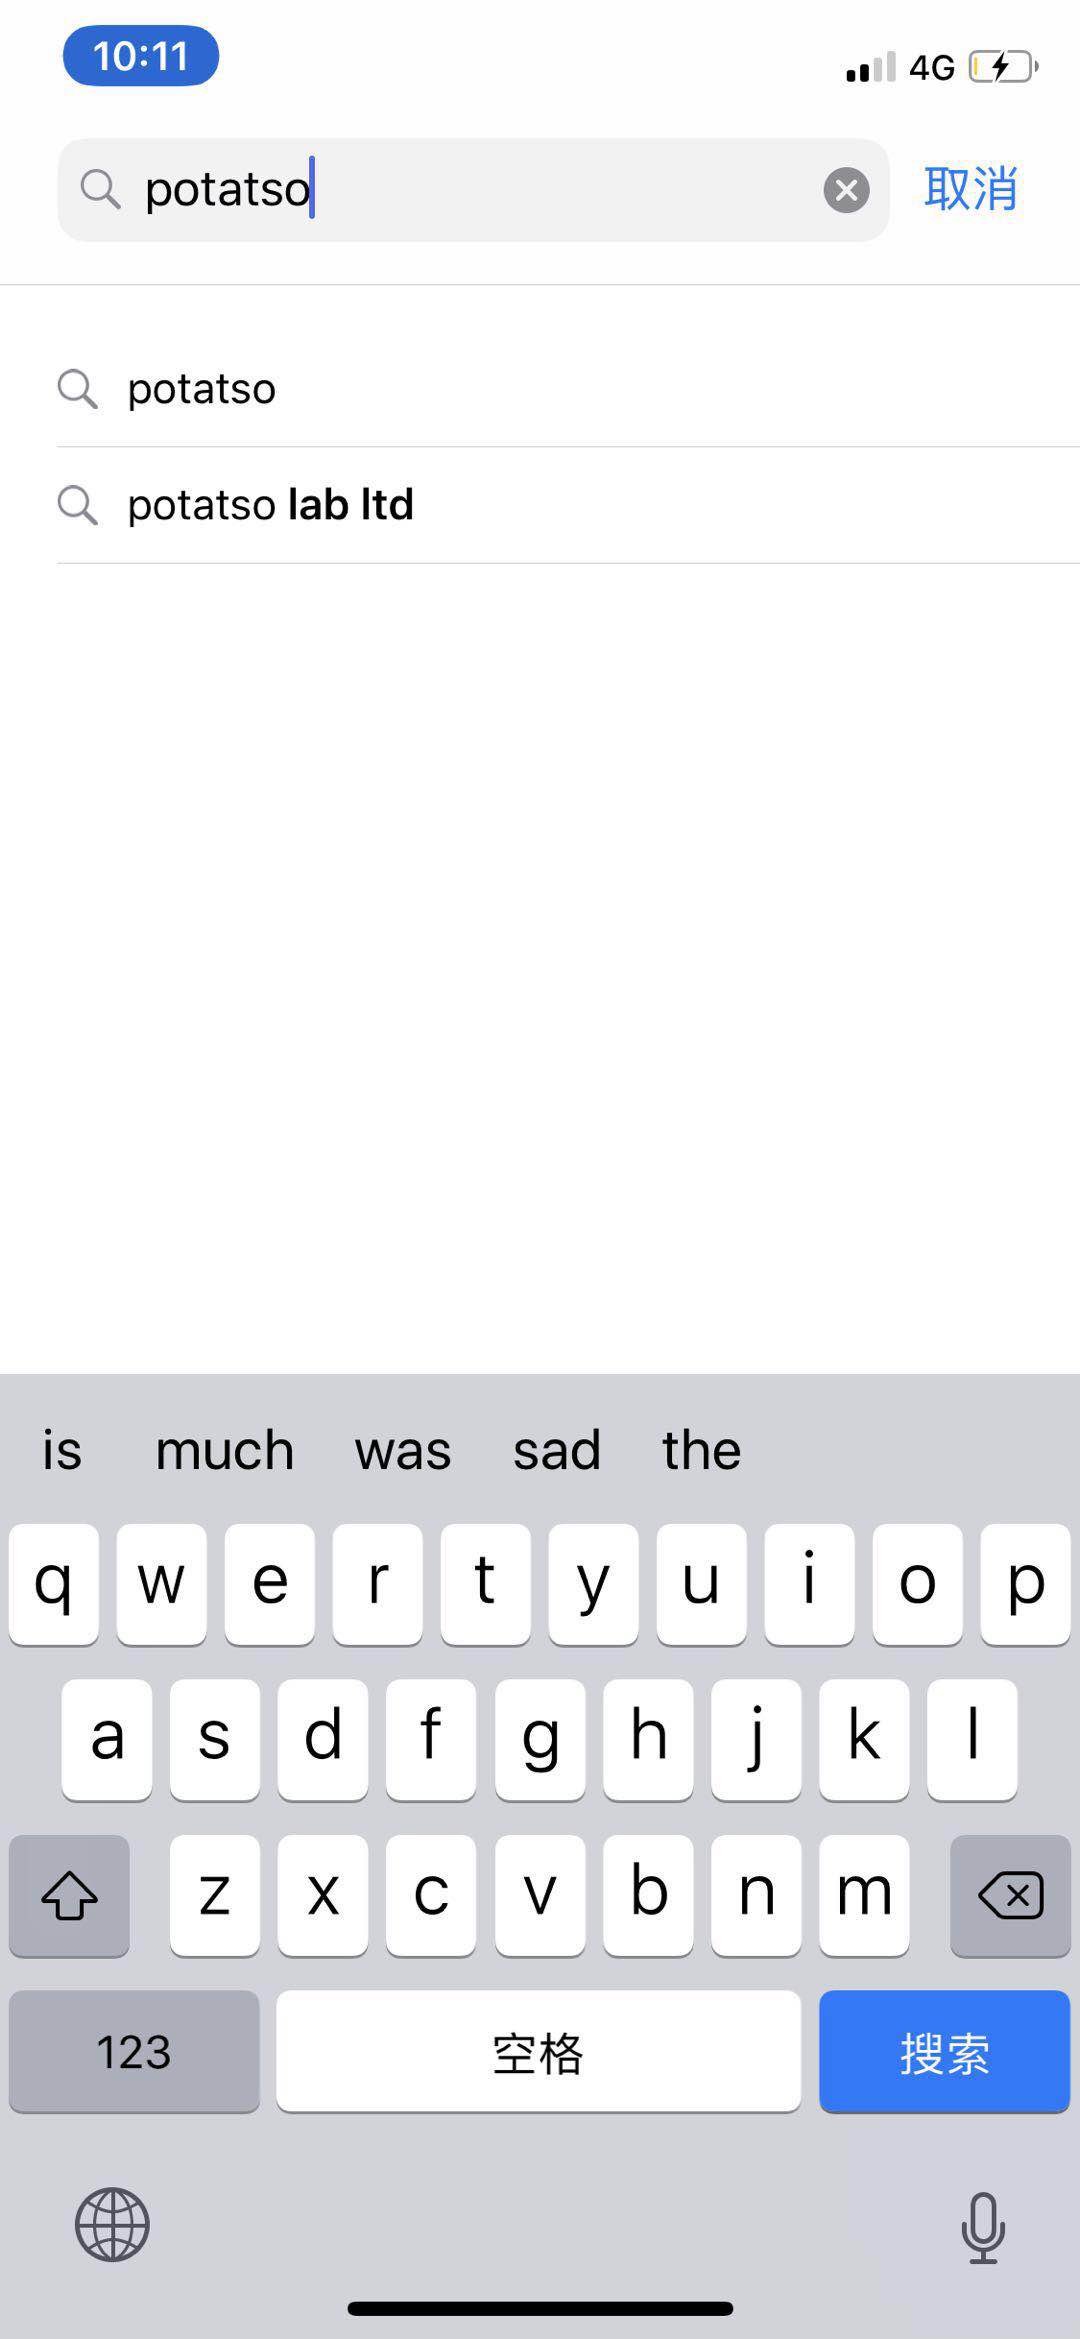 10:11 4G
potatso 取消
potatso
potatso lab ltd
is much was sad the
q w e r t y u i o p
a s d f g h j k l
z x c v b n m
123 空格 搜索